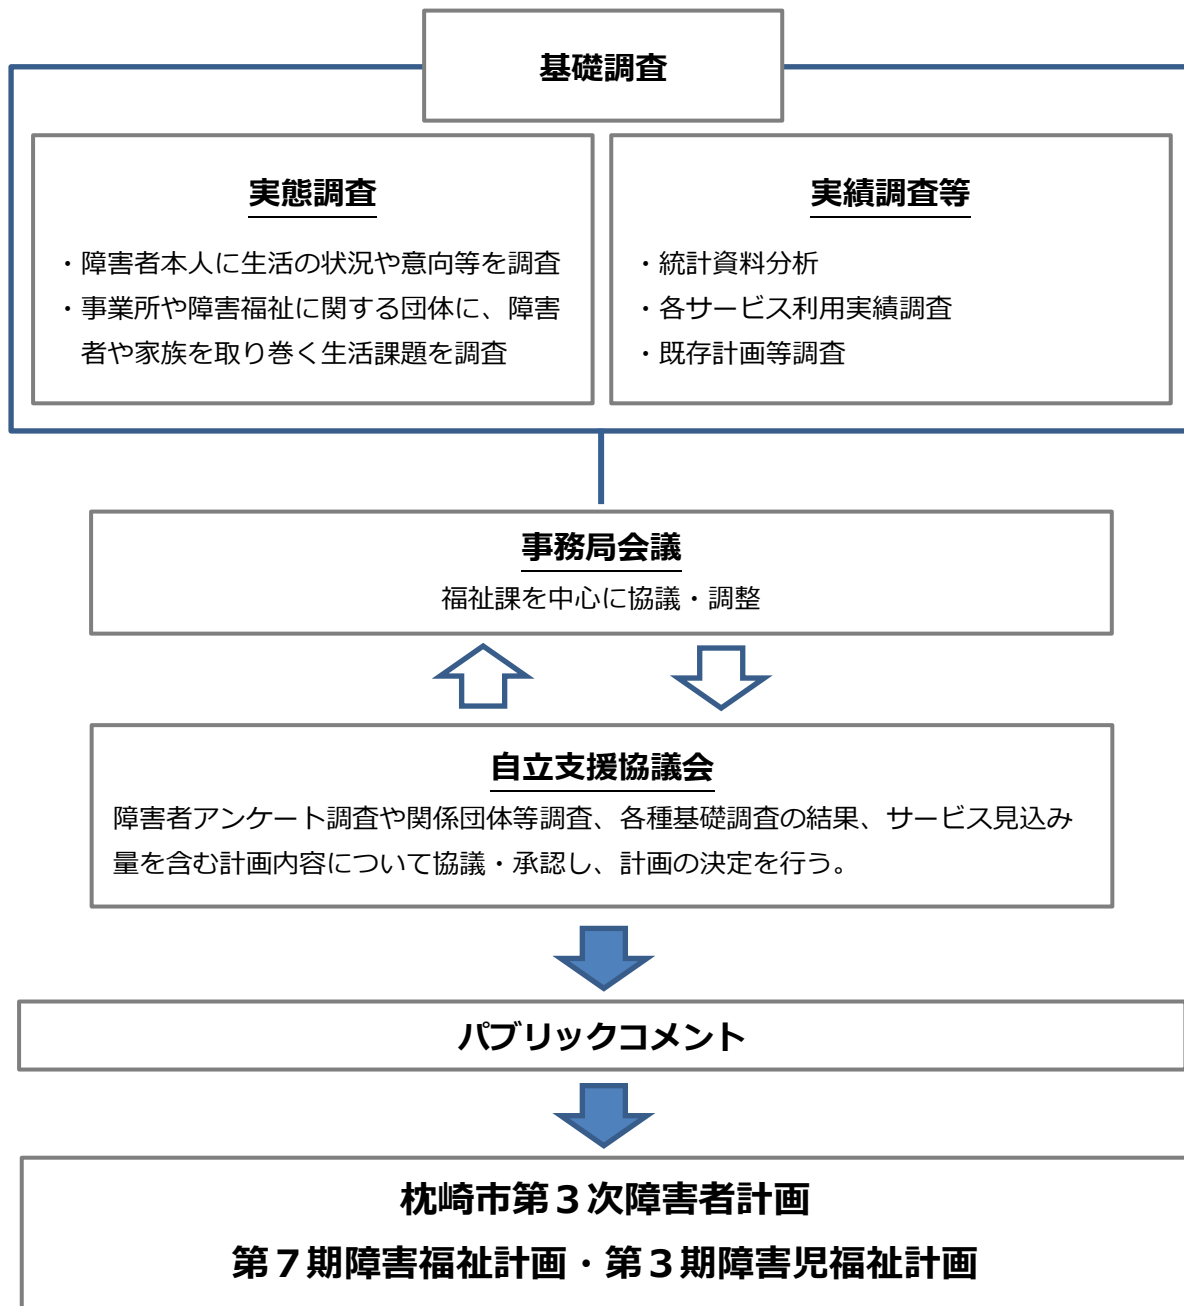 基礎調査
実態調査
・障害者本人に生活の状況や意向等を調査
・事業所や障害福祉に関する団体に、障害
者や家族を取り巻く生活課題を調査
実績調査等
・統計資料分析
・各サービス利用実績調査
・既存計画等調査
事務局会議
福祉課を中心に協議・調整
自立支援協議会
障害者アンケート調査や関係団体等調査、各種基礎調査の結果、サービス見込み
量を含む計画内容について協議・承認し、計画の決定を行う。
パブリックコメント
枕崎市第３次障害者計画
第７期障害福祉計画・第３期障害児福祉計画